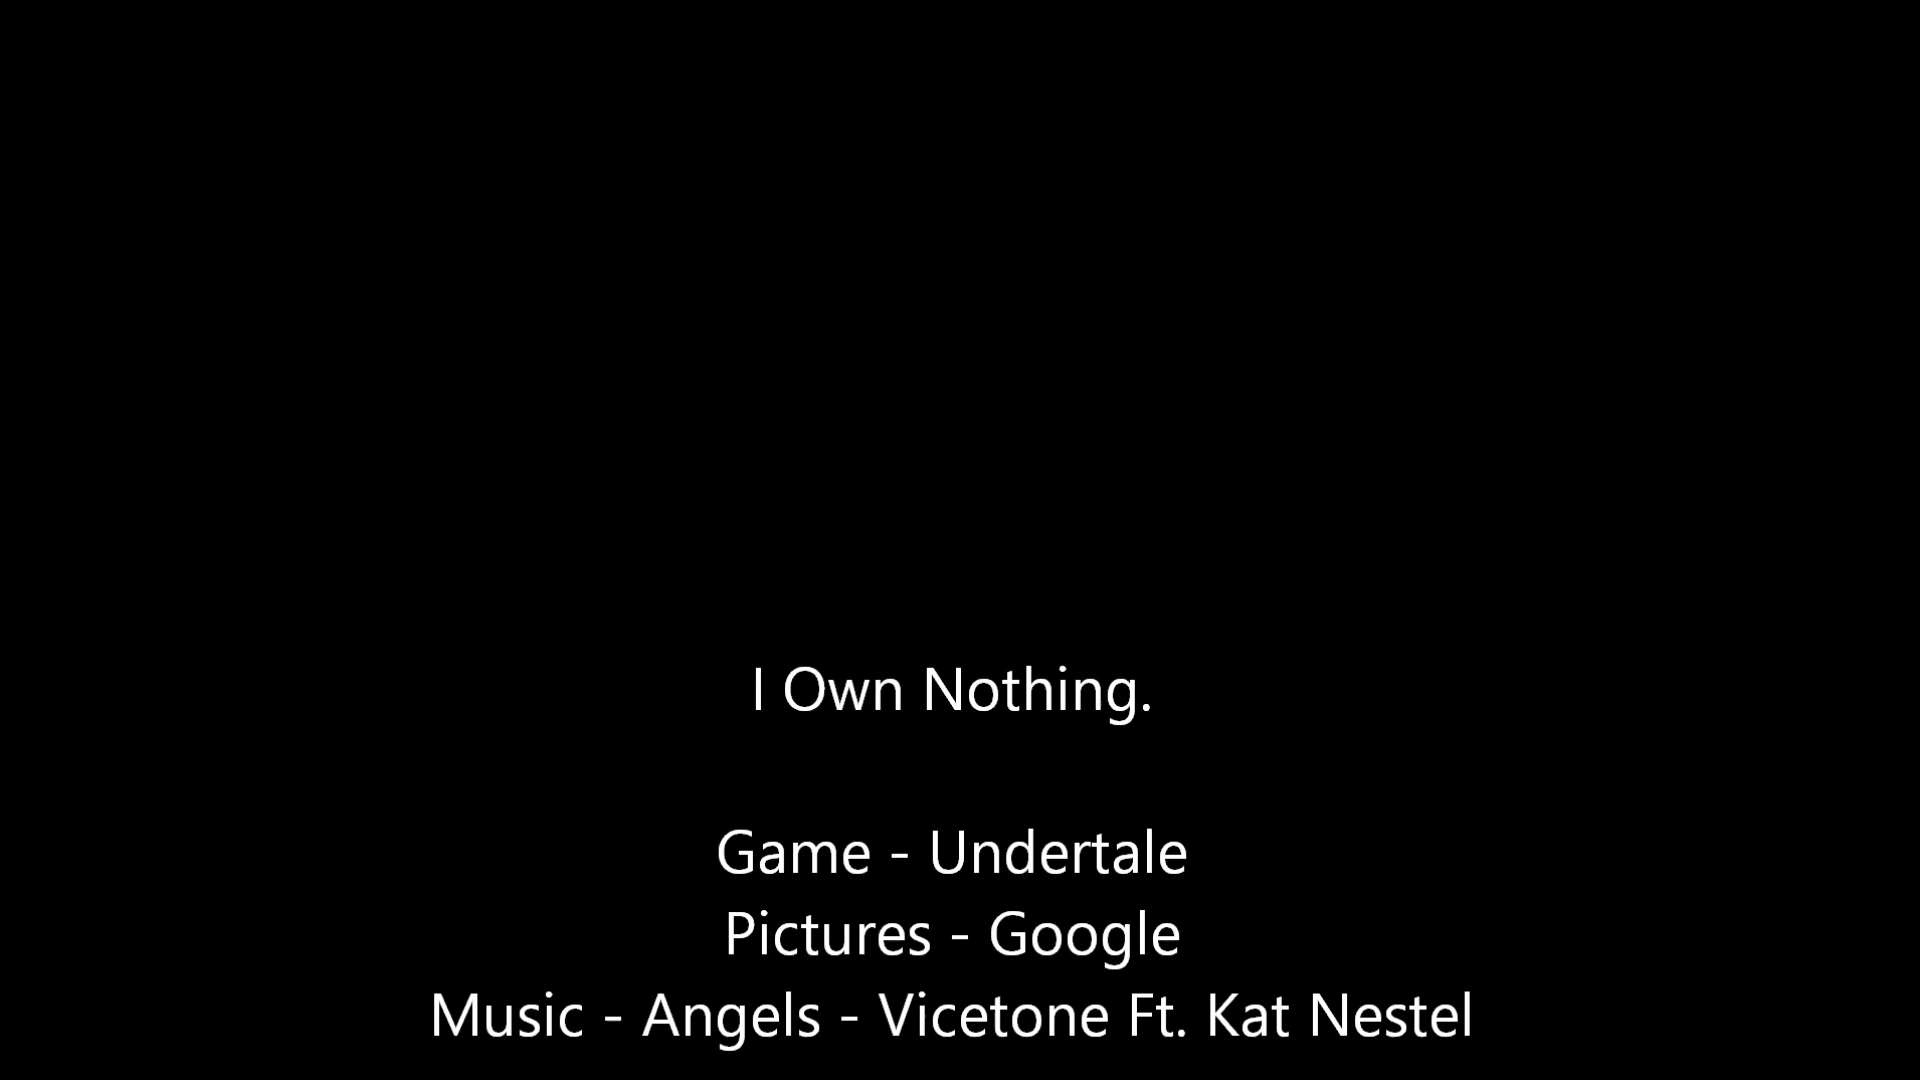 I Own Nothing.
Game - Undertale
Pictures - Google
Music - Angels - Vicetone Ft. Kat Nestel